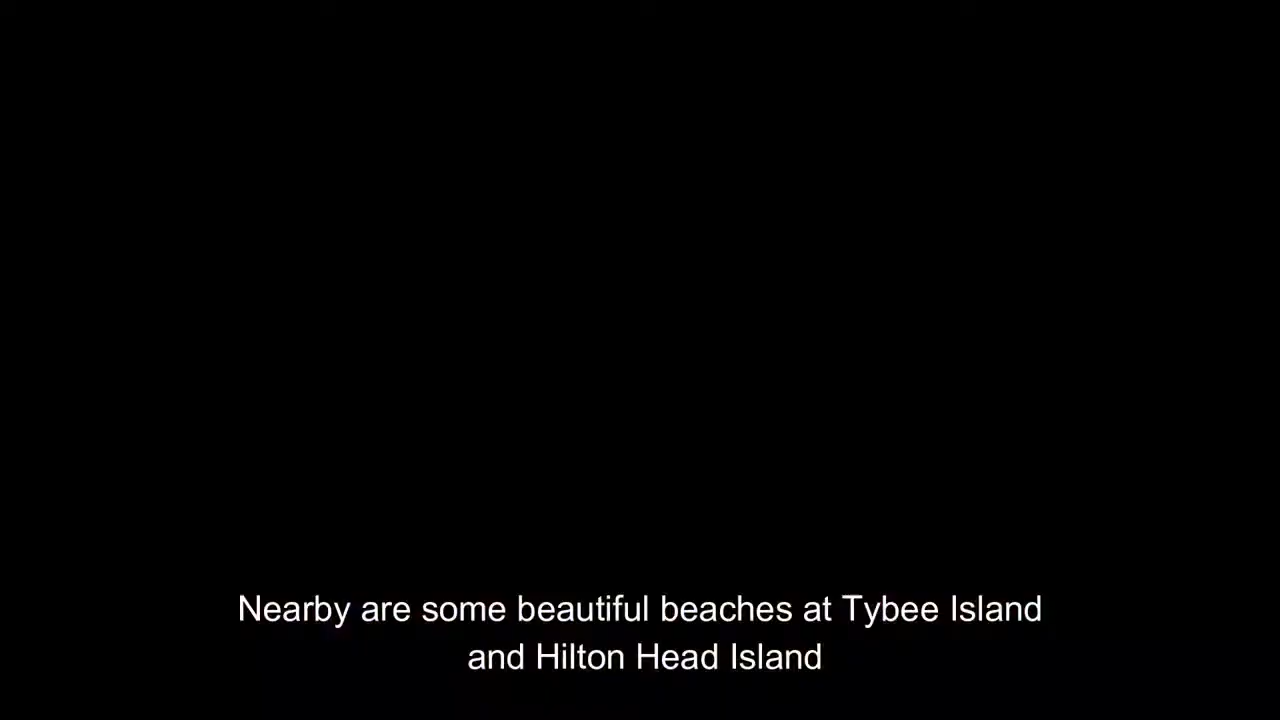 Nearby are some beautiful beaches at Tybee Island
and Hilton Head Island